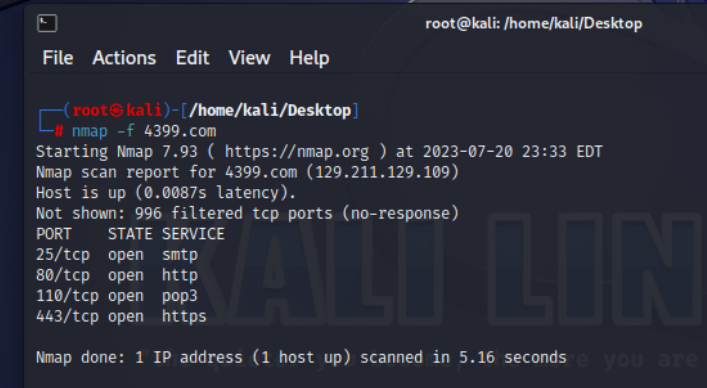 root@kali: /home/kali/Desktop
File Actions Edit View Help
┌──(root㉿kali)-[/home/kali/Desktop]
└─# nmap -f 4399.com
Starting Nmap 7.93 ( https://nmap.org ) at 2023-07-20 23:33 EDT
Nmap scan report for 4399.com (129.211.129.109)
Host is up (0.0087s latency).
Not shown: 996 filtered tcp ports (no-response)
PORT    STATE SERVICE
25/tcp  open  smtp
80/tcp  open  http
110/tcp open  pop3
443/tcp open  https
KALI LIN
Nmap done: 1 IP address (1 host up) scanned in 5.16 seconds
you are